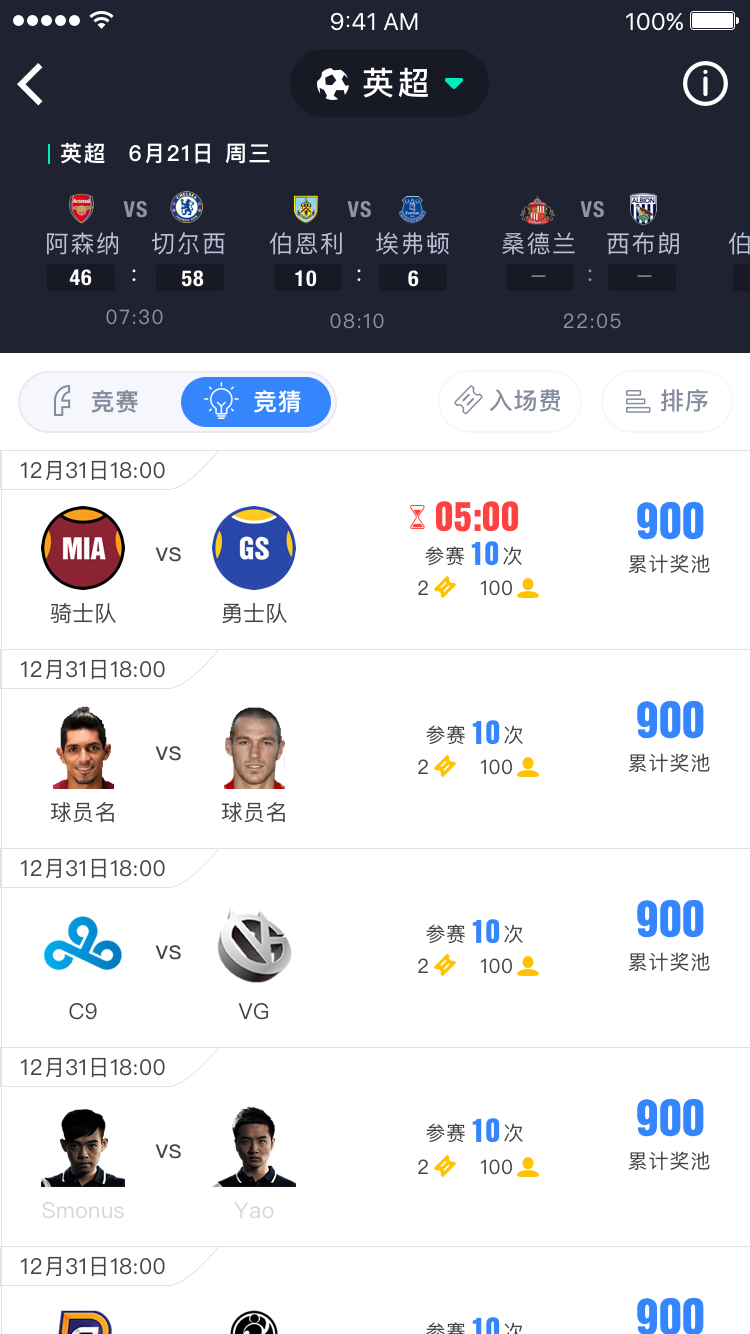 9:41 AM 100%
英超
英超 6月21日 周三
Arsenal VS CHELSEA VS Everton VS ALBION
阿森纳 切尔西 伯恩利 埃弗顿 桑德兰 西布朗 伯
46 : 58 10 : 6 － : －
07:30 08:10 22:05
竞赛 竞猜 入场费 排序
12月31日18:00
MIA vs GS 05:00 900
参赛 10 次 累计奖池
2 100
骑士队 勇士队
12月31日18:00
vs 参赛 10 次 900
2 100 累计奖池
球员名 球员名
12月31日18:00
vs 参赛 10 次 900
2 100 累计奖池
C9 VG
12月31日18:00
vs 参赛 10 次 900
2 100 累计奖池
Smonus Yao
12月31日18:00
参赛 10 次 900